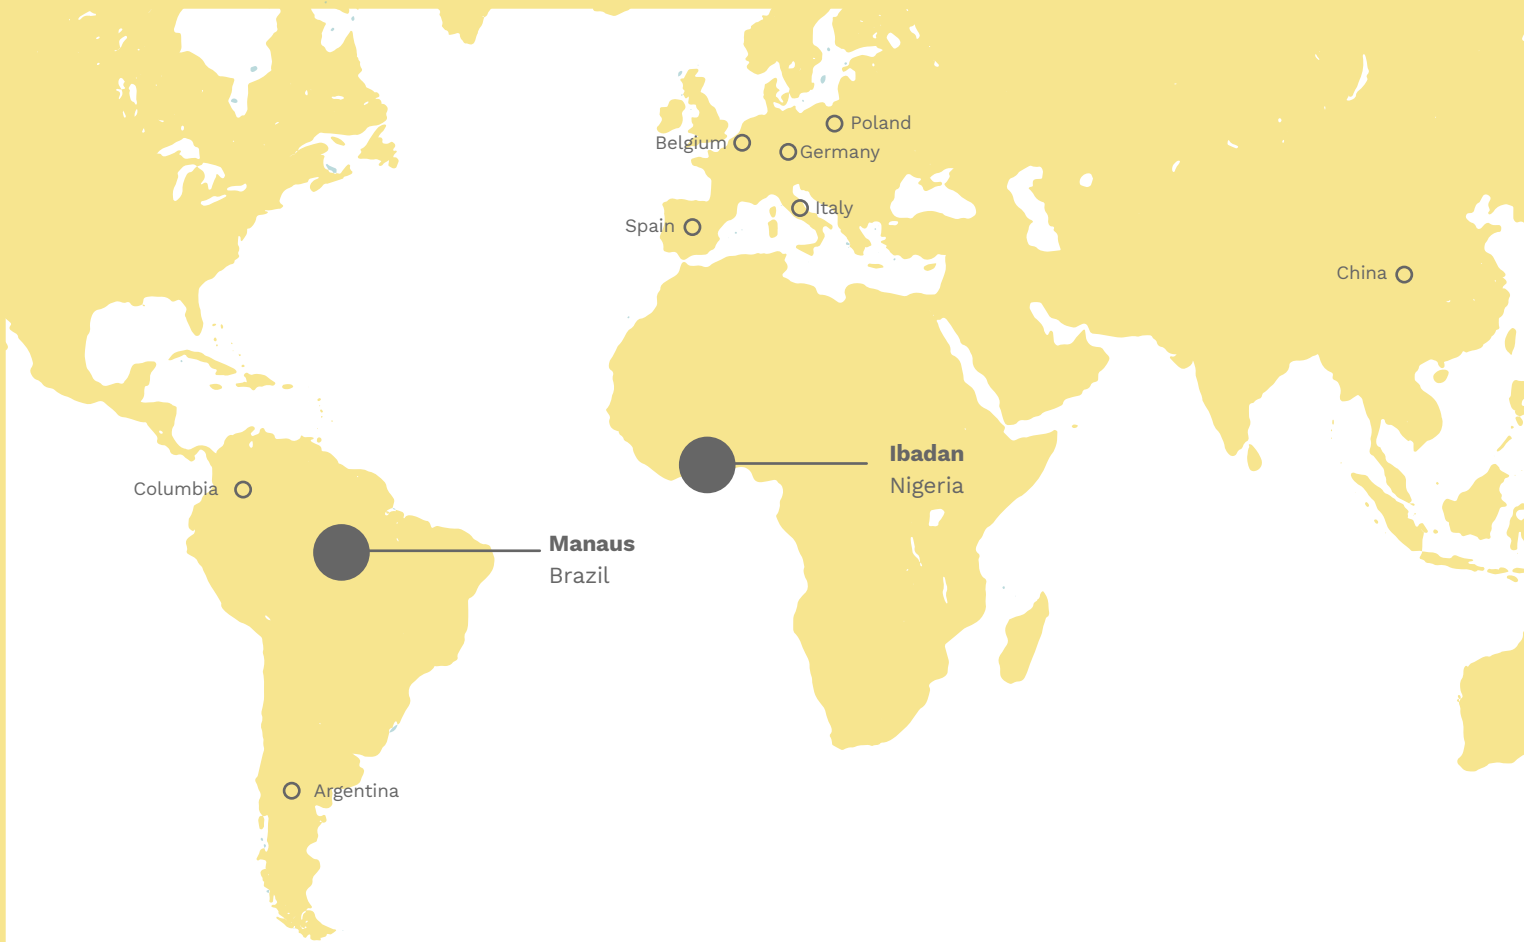 Poland
Belgium
Germany
Italy
Spain
China
Ibadan
Nigeria
Columbia
Manaus
Brazil
Argentina